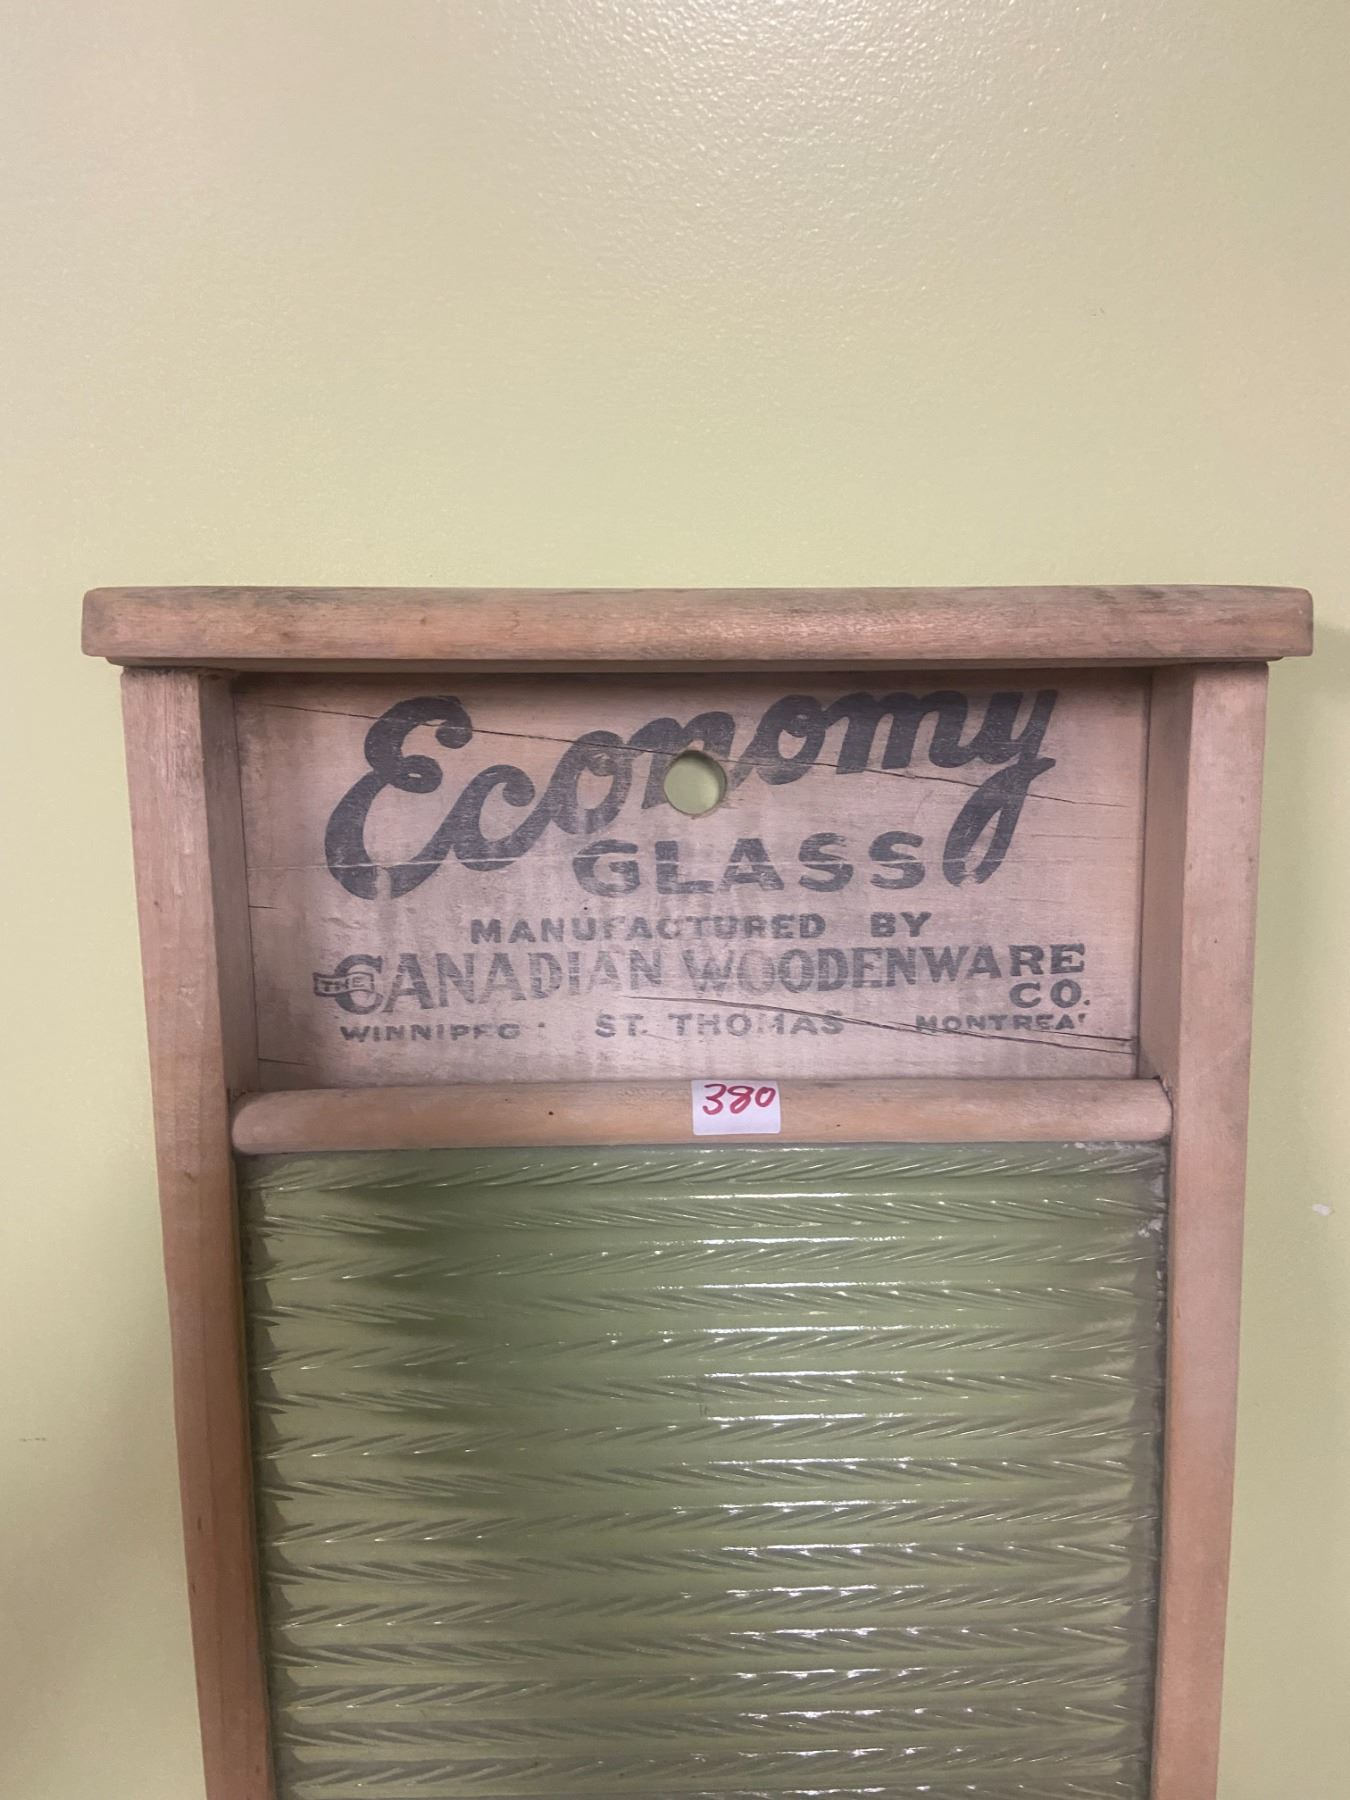 Economy
GLASS
MANUFACTURED BY
THE CANADIAN WOODENWARE
CO.
WINNIPEG ST. THOMAS MONTREAL
380